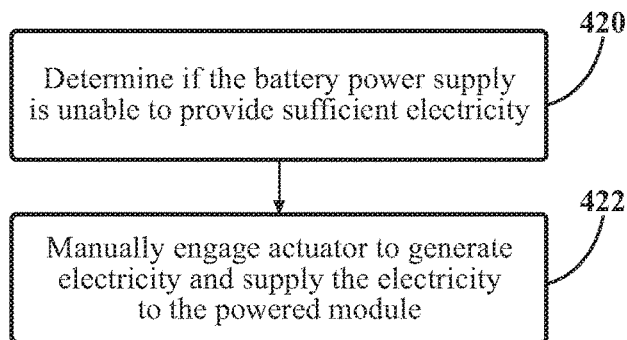 420
Determine if the battery power supply
is unable to provide sufficient electricity
422
Manually engage actuator to generate
electricity and supply the electricity
to the powered module